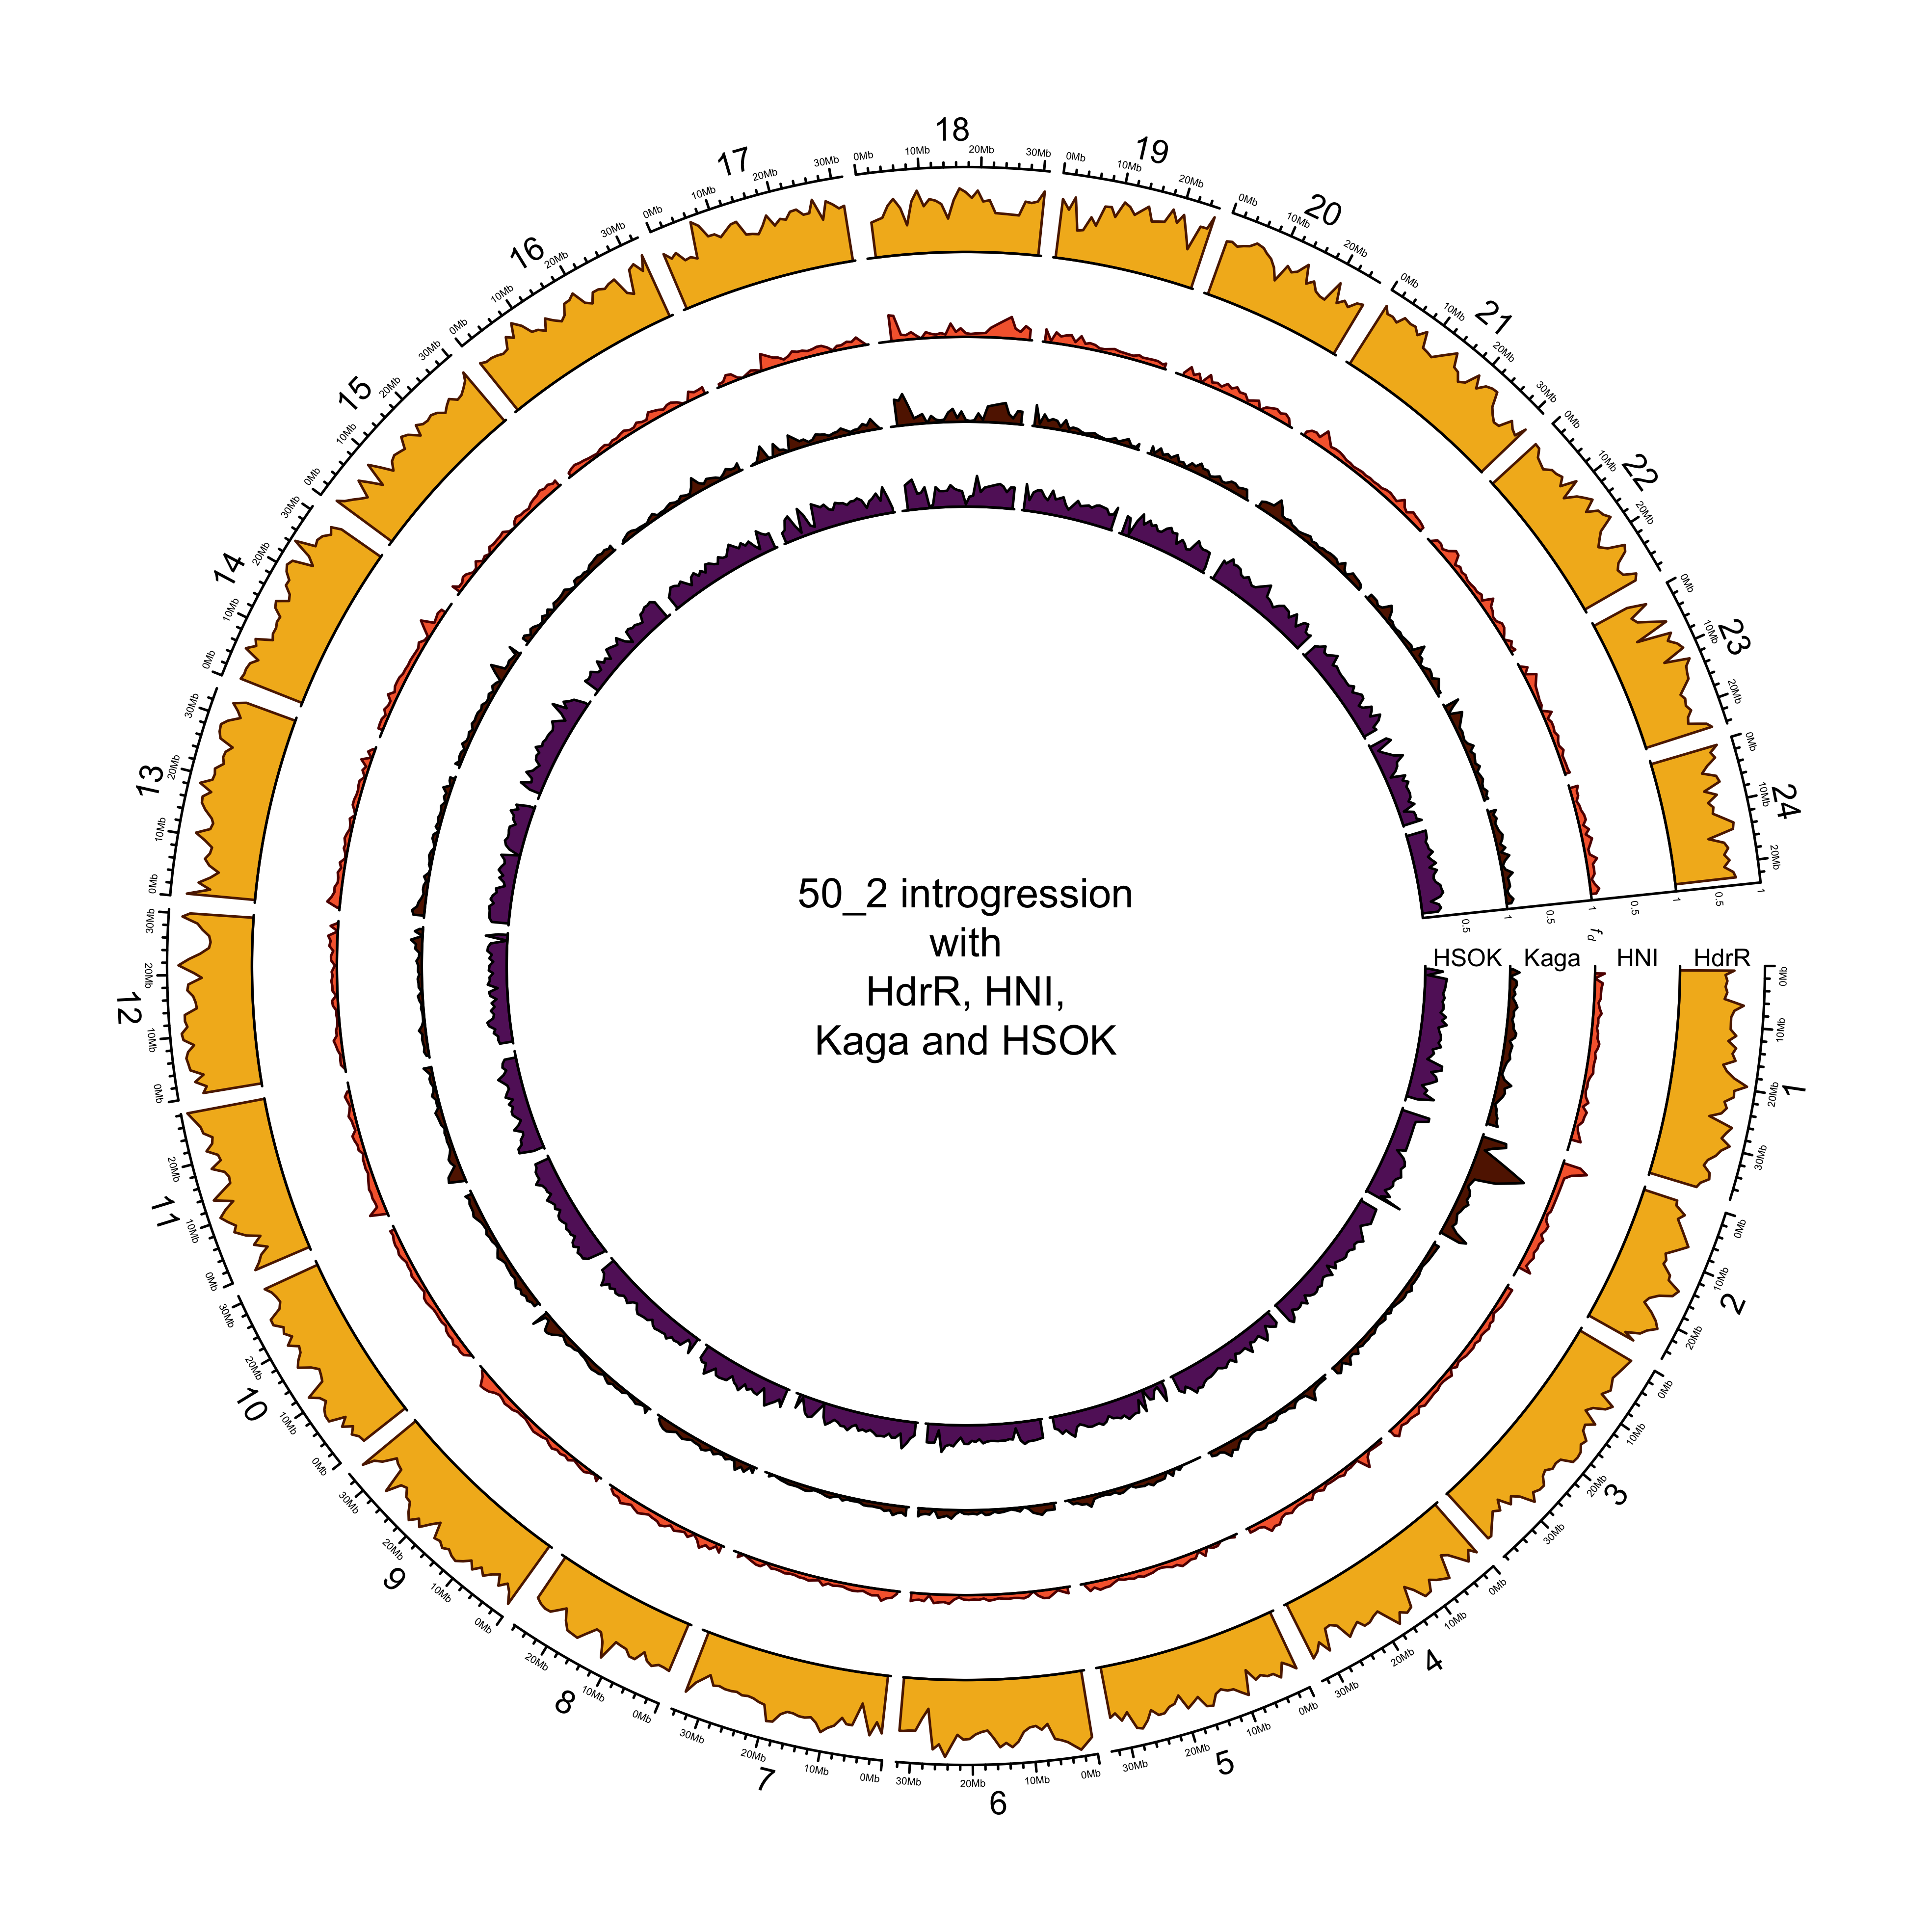 50_2 introgression
with
HdrR, HNI,
Kaga and HSOK
HSOK Kaga HNI HdrR
f_d
0.5 1 0.5 1 0.5 1 0.5 1
1
0Mb 10Mb 20Mb 30Mb
2
0Mb 10Mb 20Mb
3
0Mb 10Mb 20Mb 30Mb
4
0Mb 10Mb 20Mb 30Mb
5
0Mb 10Mb 20Mb 30Mb
6
0Mb 10Mb 20Mb 30Mb
7
0Mb 10Mb 20Mb 30Mb
8
0Mb 10Mb 20Mb
9
0Mb 10Mb 20Mb 30Mb
10
0Mb 10Mb 20Mb 30Mb
11
0Mb 10Mb 20Mb
12
0Mb 10Mb 20Mb 30Mb
13
0Mb 10Mb 20Mb 30Mb
14
0Mb 10Mb 20Mb 30Mb
15
0Mb 10Mb 20Mb 30Mb
16
0Mb 10Mb 20Mb 30Mb
17
0Mb 10Mb 20Mb 30Mb
18
0Mb 10Mb 20Mb 30Mb
19
0Mb 10Mb 20Mb
20
0Mb 10Mb 20Mb
21
0Mb 10Mb 20Mb 30Mb
22
0Mb 10Mb 20Mb
23
0Mb 10Mb 20Mb
24
0Mb 10Mb 20Mb